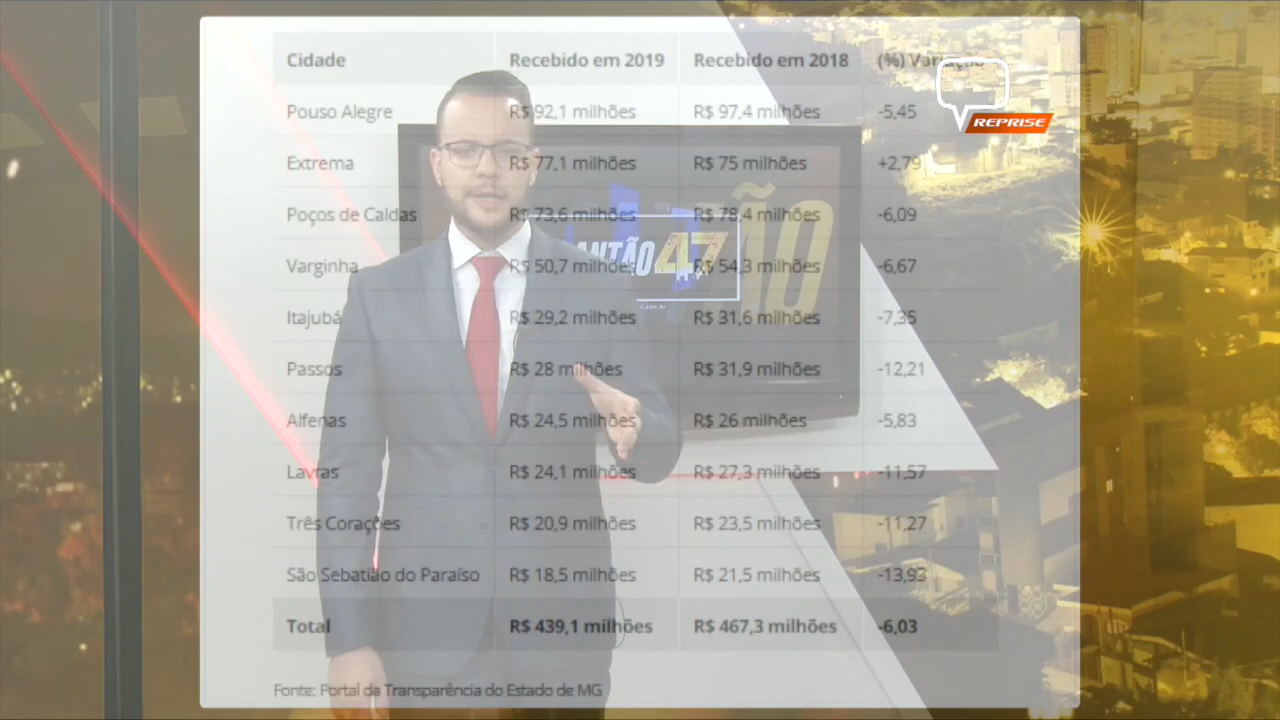 Cidade Recebido em 2019 Recebido em 2018 (%) Variação
REPRISE
Pouso Alegre R$ 92,1 milhões R$ 97,4 milhões -5,45
Extrema R$ 77,1 milhões R$ 75 milhões +2,79
Poços de Caldas R$ 73,6 milhões R$ 78,4 milhões -6,09
ANTÃO 47
ÃO
Varginha R$ 50,7 milhões R$ 54,3 milhões -6,67
Itajubá R$ 29,2 milhões R$ 31,6 milhões -7,35
Passos R$ 28 milhões R$ 31,9 milhões -12,21
Alfenas R$ 24,5 milhões R$ 26 milhões -5,83
Lavras R$ 24,1 milhões R$ 27,3 milhões -11,57
Três Corações R$ 20,9 milhões R$ 23,5 milhões -11,27
São Sebatião do Paraíso R$ 18,5 milhões R$ 21,5 milhões -13,93
Total R$ 439,1 milhões R$ 467,3 milhões -6,03
Fonte: Portal da Transparência do Estado de MG